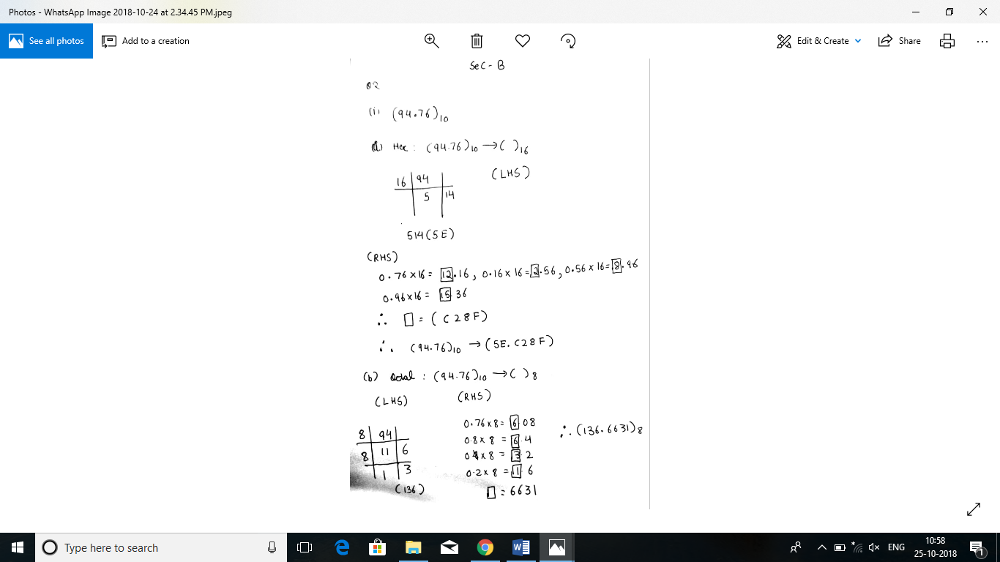 Photos - WhatsApp Image 2018-10-24 at 2.34.45 PM.jpeg
See all photos
Add to a creation
Edit & Create
Share
Sec - B
Q2
(i) (94.76)10
(a) Hex : (94.76)10 → ( )16
(LHS)
16 | 94 |
5 | 14
514 (5E)
(RHS)
0.76 × 16 = 12.16, 0.16 × 16 = 2.56, 0.56 × 16 = 8.96
0.96 × 16 = 15.36
∴ □ = (C28F)
∴ (94.76)10 → (5E.C28F)
(b) Octal : (94.76)10 → ( )8
(LHS) (RHS)
8 | 94 |
8 | 11 | 6
1 | 3
(136)
0.76 × 8 = 6.08
0.8 × 8 = 6.4
0.4 × 8 = 3.2
0.2 × 8 = 1.6
□ = 6631
∴ (136.6631)8
Type here to search
ENG
10:58
25-10-2018
1